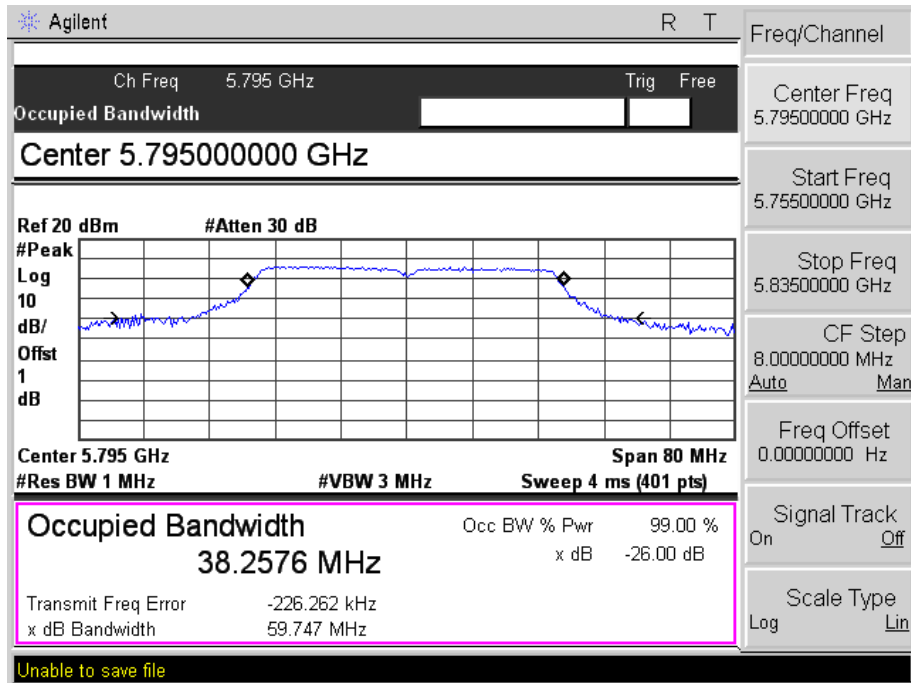 Agilent R T
Ch Freq 5.795 GHz Trig Free
Occupied Bandwidth
Center 5.795000000 GHz
Ref 20 dBm #Atten 30 dB
#Peak
Log
10
dB/
Offst
1
dB
Center 5.795 GHz Span 80 MHz
#Res BW 1 MHz #VBW 3 MHz Sweep 4 ms (401 pts)
Occupied Bandwidth Occ BW % Pwr 99.00 %
38.2576 MHz x dB -26.00 dB
Transmit Freq Error -226.262 kHz
x dB Bandwidth 59.747 MHz
Unable to save file
Freq/Channel
Center Freq
5.79500000 GHz
Start Freq
5.75500000 GHz
Stop Freq
5.83500000 GHz
CF Step
8.00000000 MHz
Auto Man
Freq Offset
0.00000000 Hz
Signal Track
On Off
Scale Type
Log Lin